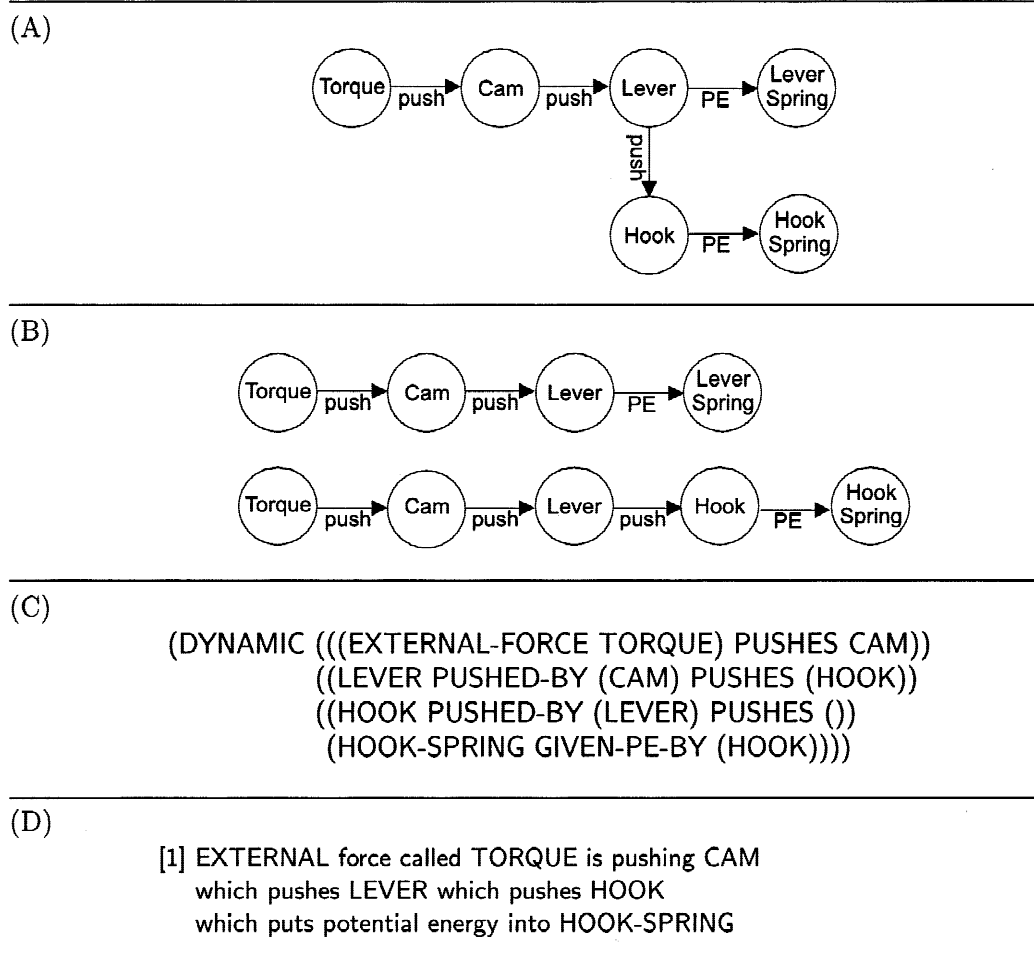 (A)
Torque push Cam push Lever PE Lever
Spring
push
Hook PE Hook
Spring
(B)
Torque push Cam push Lever PE Lever
Spring
Torque push Cam push Lever push Hook PE Hook
Spring
(C)
(DYNAMIC (((EXTERNAL-FORCE TORQUE) PUSHES CAM))
((LEVER PUSHED-BY (CAM) PUSHES (HOOK))
((HOOK PUSHED-BY (LEVER) PUSHES ())
(HOOK-SPRING GIVEN-PE-BY (HOOK))))
(D)
[1] EXTERNAL force called TORQUE is pushing CAM
which pushes LEVER which pushes HOOK
which puts potential energy into HOOK-SPRING